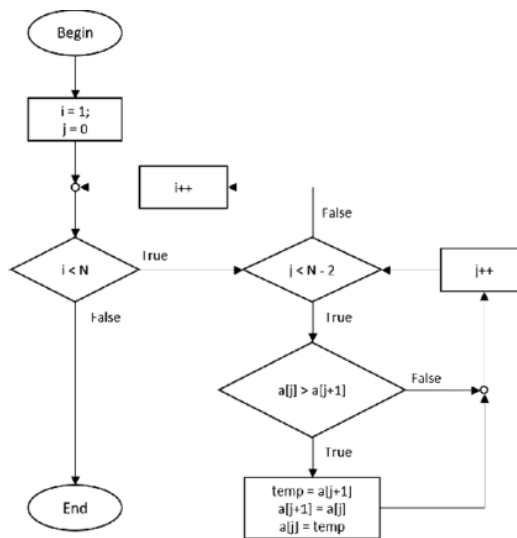 Begin
i = 1;
j = 0
i++
False
i < N
True
j < N - 2
j++
False
True
a[j] > a[j+1]
False
True
temp = a[j+1]
a[j+1] = a[j]
a[j] = temp
End